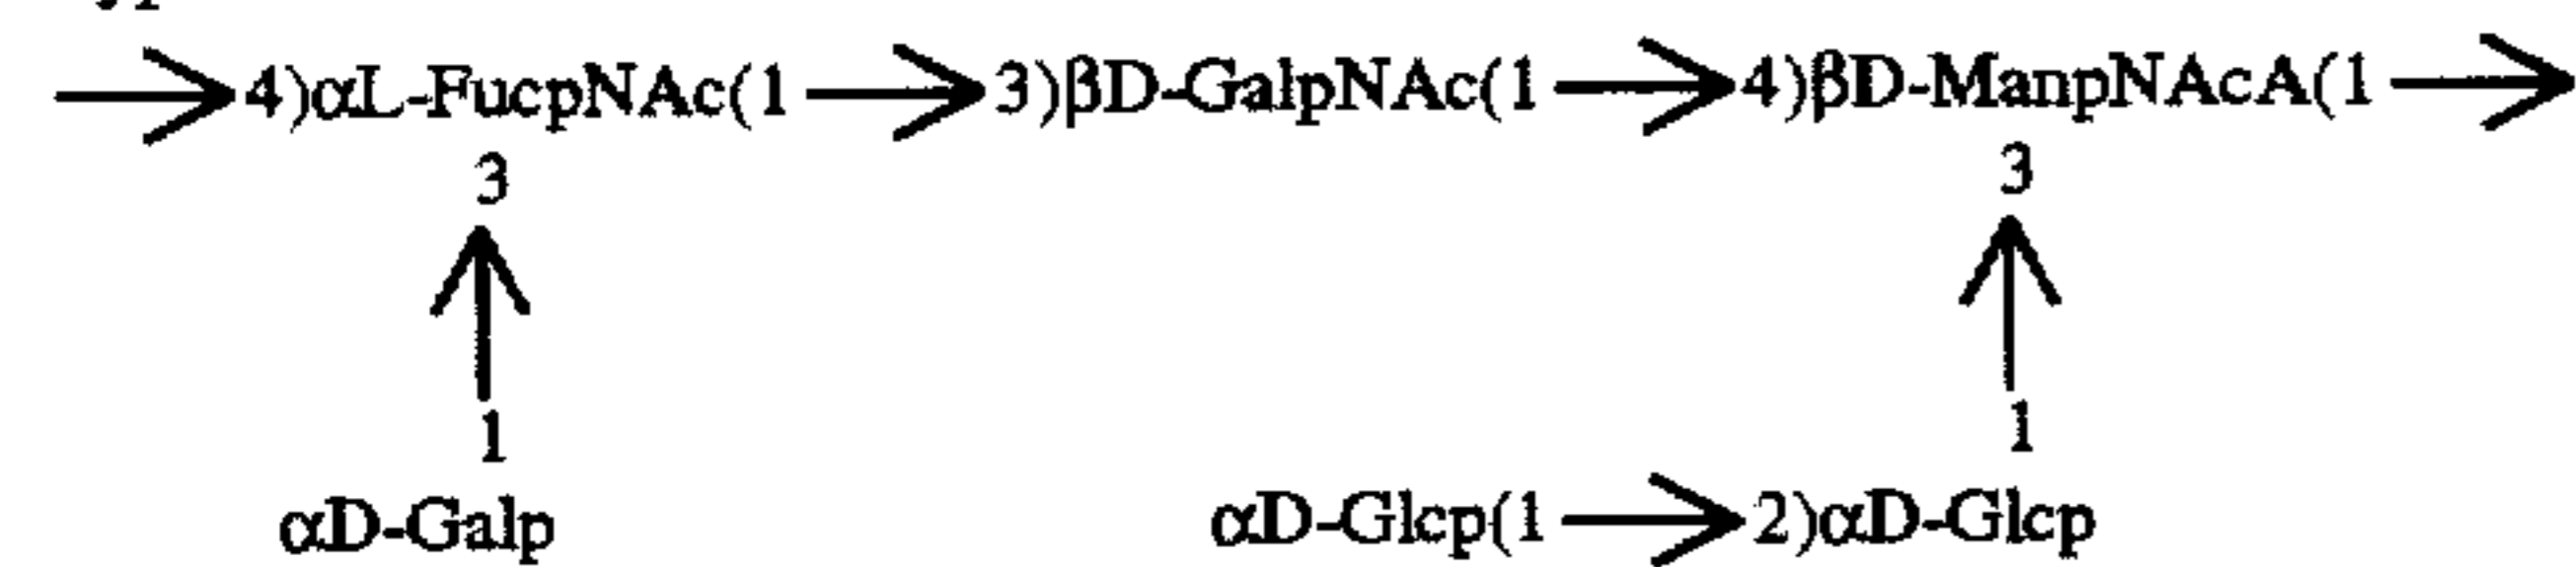 4)αL-FucpNAc(1 → 3)βD-GalpNAc(1 → 4)βD-ManpNAcA(1 →
3 3
1 1
αD-Galp αD-Glcp(1 → 2)αD-Glcp